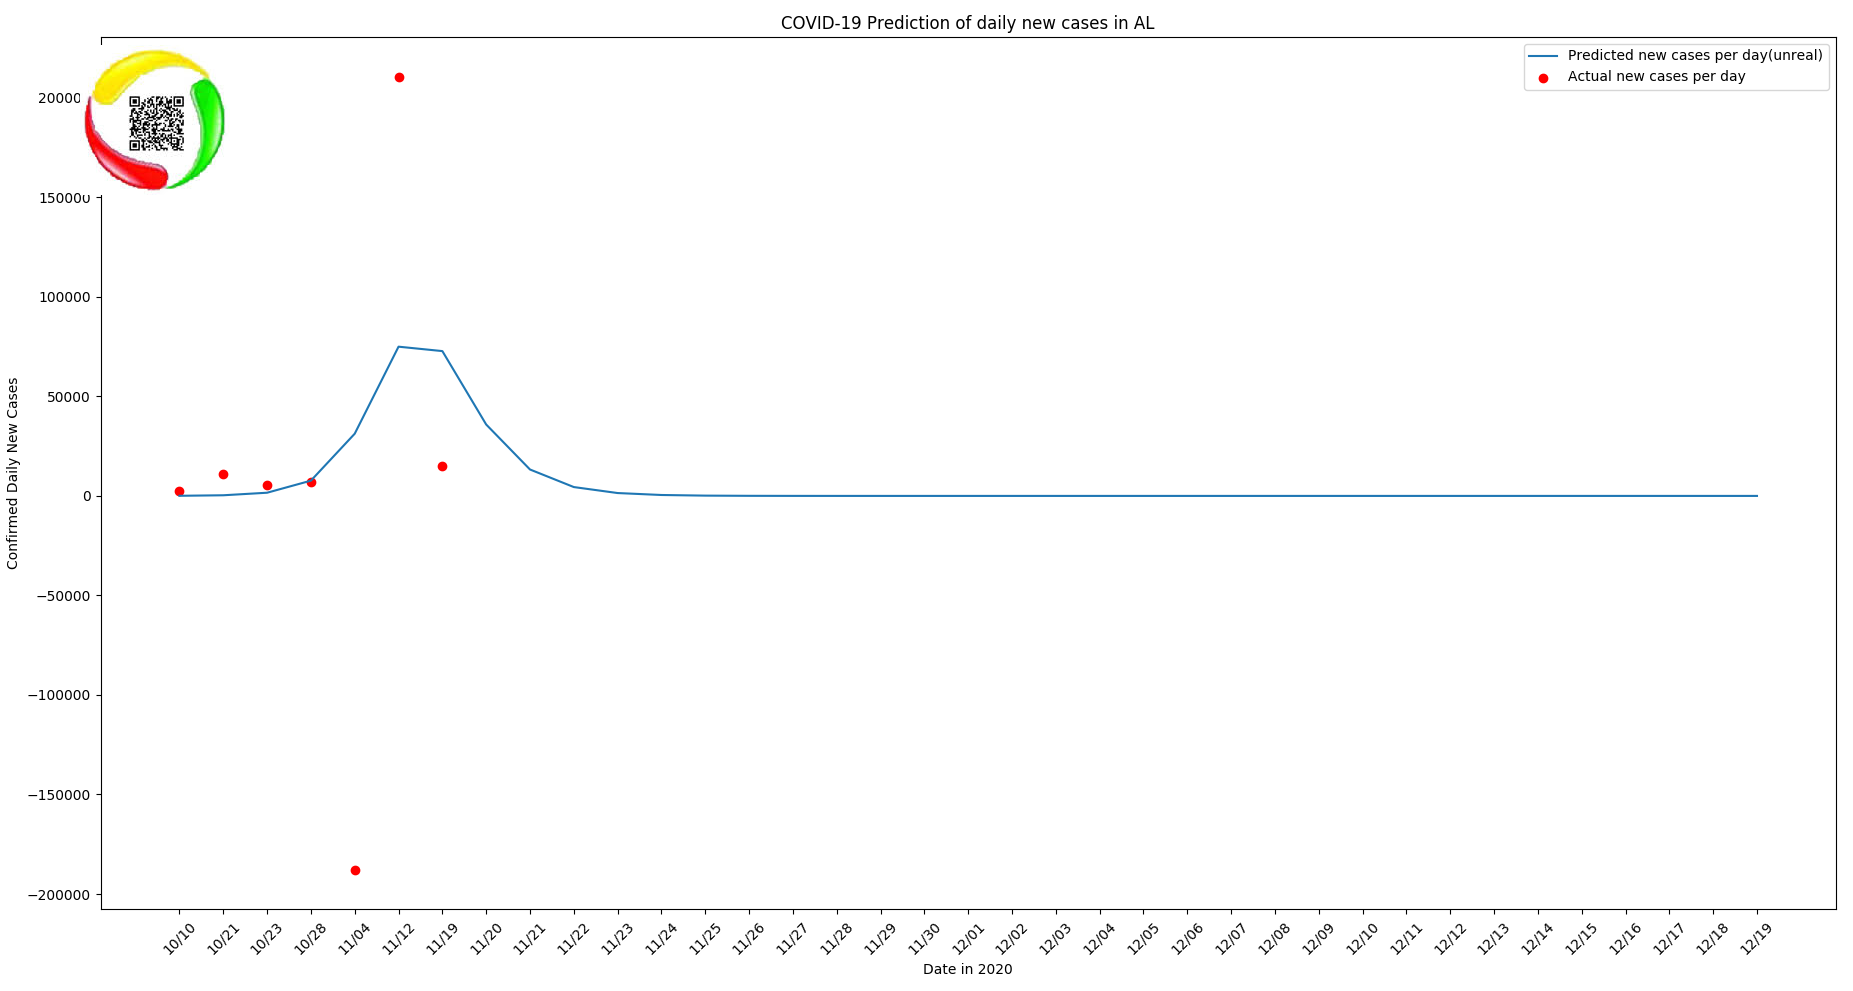 COVID-19 Prediction of daily new cases in AL
Predicted new cases per day(unreal)
Actual new cases per day
Confirmed Daily New Cases
20000
150000
100000
50000
0
−50000
−100000
−150000
−200000
10/10 10/21 10/23 10/28 11/04 11/12 11/19 11/20 11/21 11/22 11/23 11/24 11/25 11/26 11/27 11/28 11/29 11/30 12/01 12/02 12/03 12/04 12/05 12/06 12/07 12/08 12/09 12/10 12/11 12/12 12/13 12/14 12/15 12/16 12/17 12/18 12/19
Date in 2020